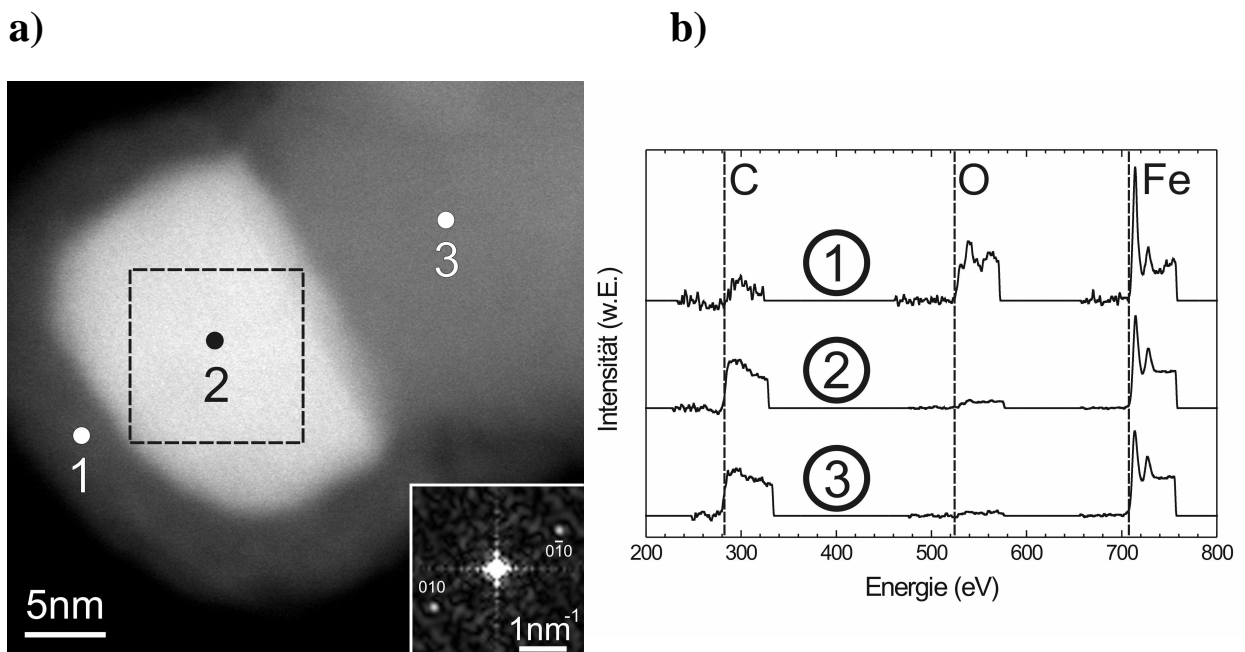 a)
b)
3
2
1
5nm
010
01̄0
1nm⁻¹
C
O
Fe
1
2
3
200
300
400
500
600
700
800
Energie (eV)
Intensität (w.E.)